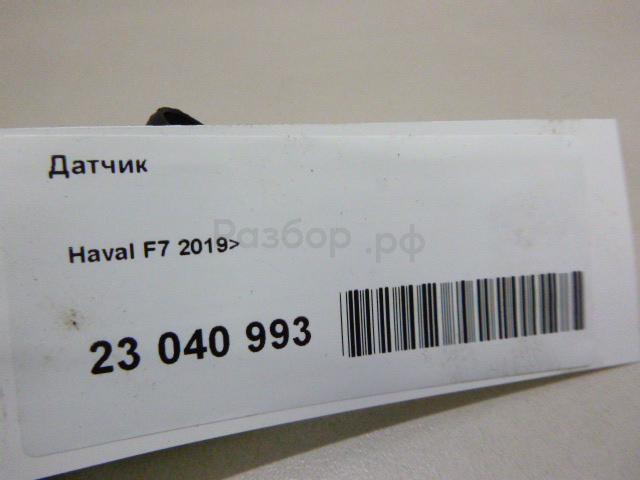 Датчик
Разбор.рф
Haval F7 2019>
23 040 993